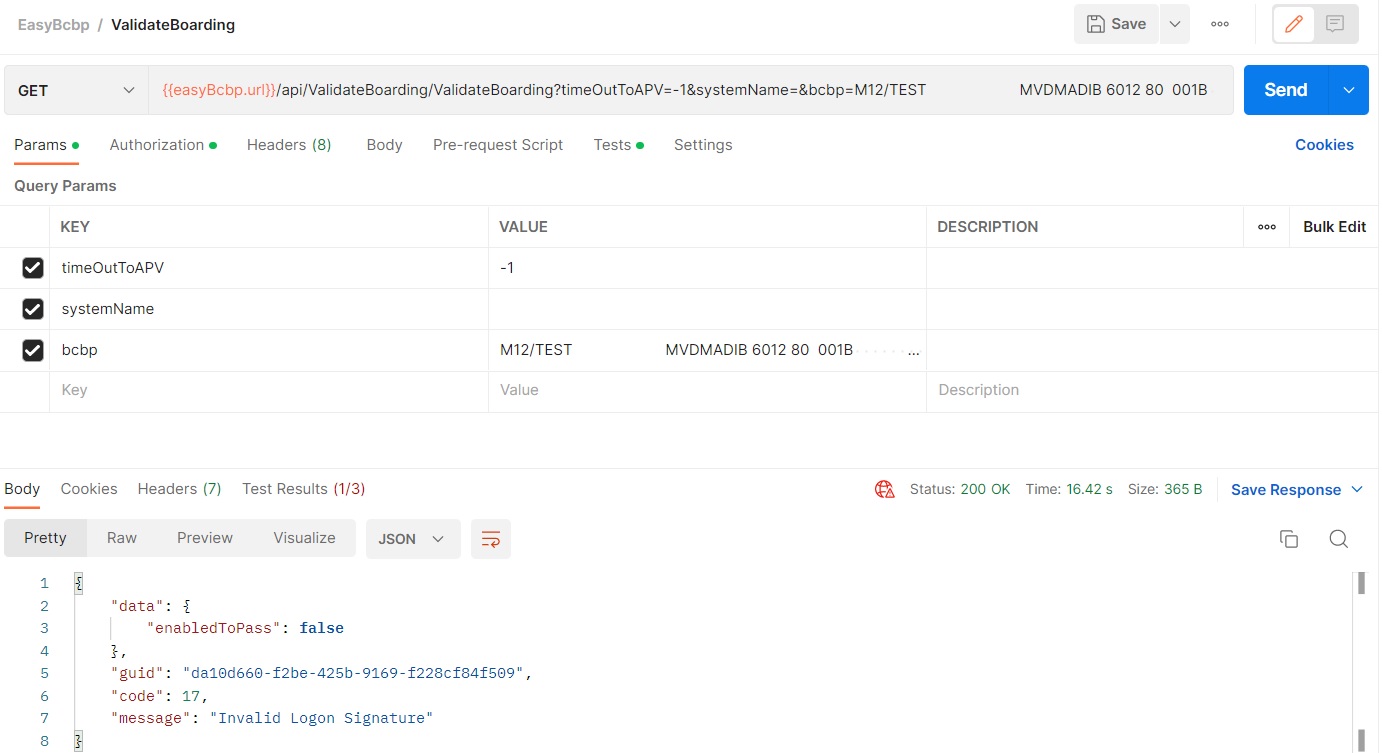 EasyBcbp / ValidateBoarding
Save
GET
{{easyBcbp.url}}/api/ValidateBoarding/ValidateBoarding?timeOutToAPV=-1&systemName=&bcbp=M12/TEST                    MVDMADIB 6012 80  001B
Send
Params Authorization Headers (8) Body Pre-request Script Tests Settings
Cookies
Query Params
KEY VALUE DESCRIPTION ooo Bulk Edit
timeOutToAPV -1
systemName
bcbp M12/TEST                    MVDMADIB 6012 80  001B ······ ...
Key Value Description
Body Cookies Headers (7) Test Results (1/3)
Status: 200 OK Time: 16.42 s Size: 365 B Save Response
Pretty Raw Preview Visualize JSON
1 {
2 "data": {
3 "enabledToPass": false
4 },
5 "guid": "da10d660-f2be-425b-9169-f228cf84f509",
6 "code": 17,
7 "message": "Invalid Logon Signature"
8 }